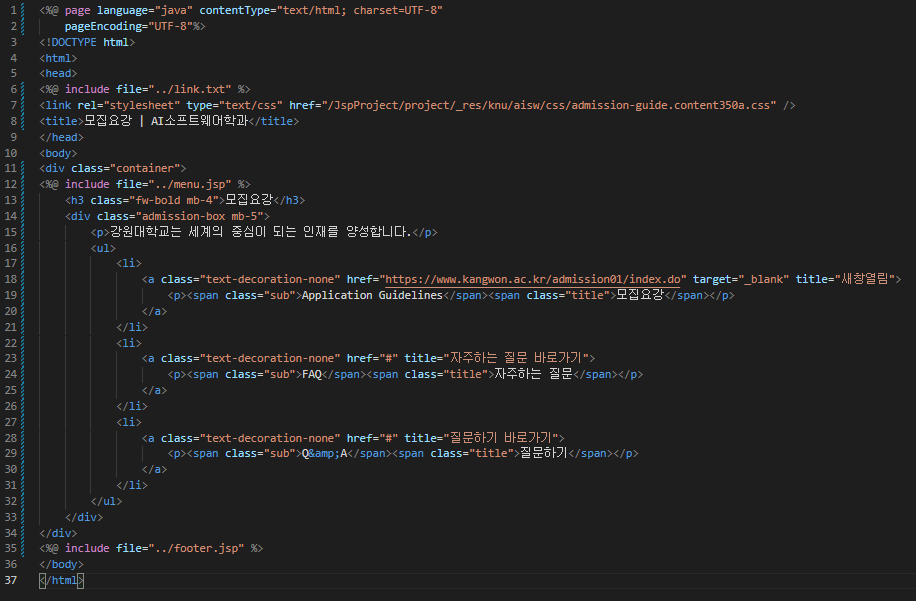 1 <%@ page language="java" contentType="text/html; charset=UTF-8"
2     pageEncoding="UTF-8"%>
3 <!DOCTYPE html>
4 <html>
5 <head>
6 <%@ include file="../link.txt" %>
7 <link rel="stylesheet" type="text/css" href="/JspProject/project/_res/knu/aisw/css/admission-guide.content350a.css" />
8 <title>모집요강 | AI소프트웨어학과</title>
9 </head>
10 <body>
11 <div class="container">
12 <%@ include file="../menu.jsp" %>
13     <h3 class="fw-bold mb-4">모집요강</h3>
14     <div class="admission-box mb-5">
15         <p>강원대학교는 세계의 중심이 되는 인재를 양성합니다.</p>
16         <ul>
17             <li>
18                 <a class="text-decoration-none" href="https://www.kangwon.ac.kr/admission01/index.do" target="_blank" title="새창열림">
19                     <p><span class="sub">Application Guidelines</span><span class="title">모집요강</span></p>
20                 </a>
21             </li>
22             <li>
23                 <a class="text-decoration-none" href="#" title="자주하는 질문 바로가기">
24                     <p><span class="sub">FAQ</span><span class="title">자주하는 질문</span></p>
25                 </a>
26             </li>
27             <li>
28                 <a class="text-decoration-none" href="#" title="질문하기 바로가기">
29                     <p><span class="sub">Q&amp;A</span><span class="title">질문하기</span></p>
30                 </a>
31             </li>
32         </ul>
33     </div>
34 </div>
35 <%@ include file="../footer.jsp" %>
36 </body>
37 </html>